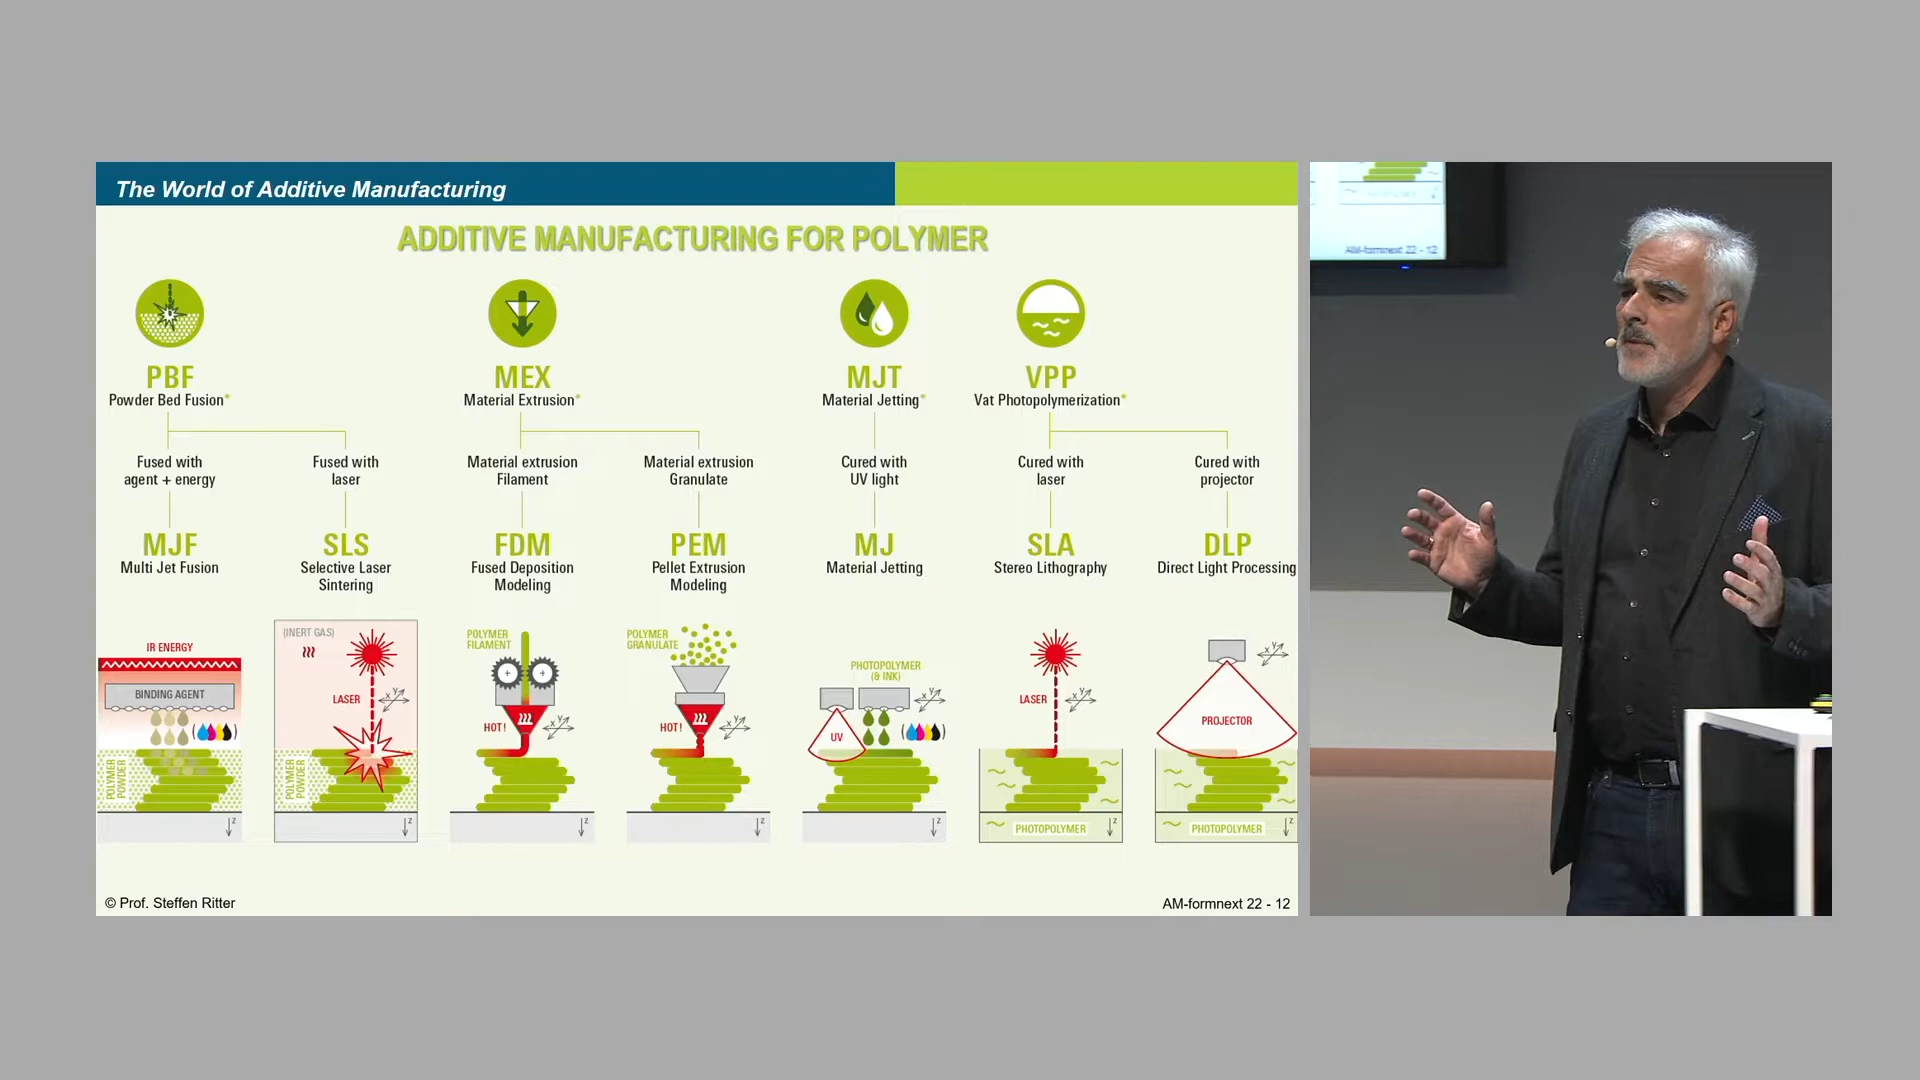 The World of Additive Manufacturing
ADDITIVE MANUFACTURING FOR POLYMER
PBF
Powder Bed Fusion*
MEX
Material Extrusion*
MJT
Material Jetting*
VPP
Vat Photopolymerization*
Fused with
agent + energy
Fused with
laser
Material extrusion
Filament
Material extrusion
Granulate
Cured with
UV light
Cured with
laser
Cured with
projector
MJF
Multi Jet Fusion
SLS
Selective Laser
Sintering
FDM
Fused Deposition
Modeling
PEM
Pellet Extrusion
Modeling
MJ
Material Jetting
SLA
Stereo Lithography
DLP
Direct Light Processing
IR ENERGY
BINDING AGENT
POLYMER
POWDER
z
(INERT GAS)
LASER
x y
POLYMER
POWDER
z
POLYMER
FILAMENT
HOT!
x y
z
POLYMER
GRANULATE
HOT!
x y
z
PHOTOPOLYMER
(& INK)
x y
UV
z
LASER
x y
PHOTOPOLYMER
z
x y
PROJECTOR
PHOTOPOLYMER
z
© Prof. Steffen Ritter
AM-formnext 22 - 12
AM-formnext 22 - 12